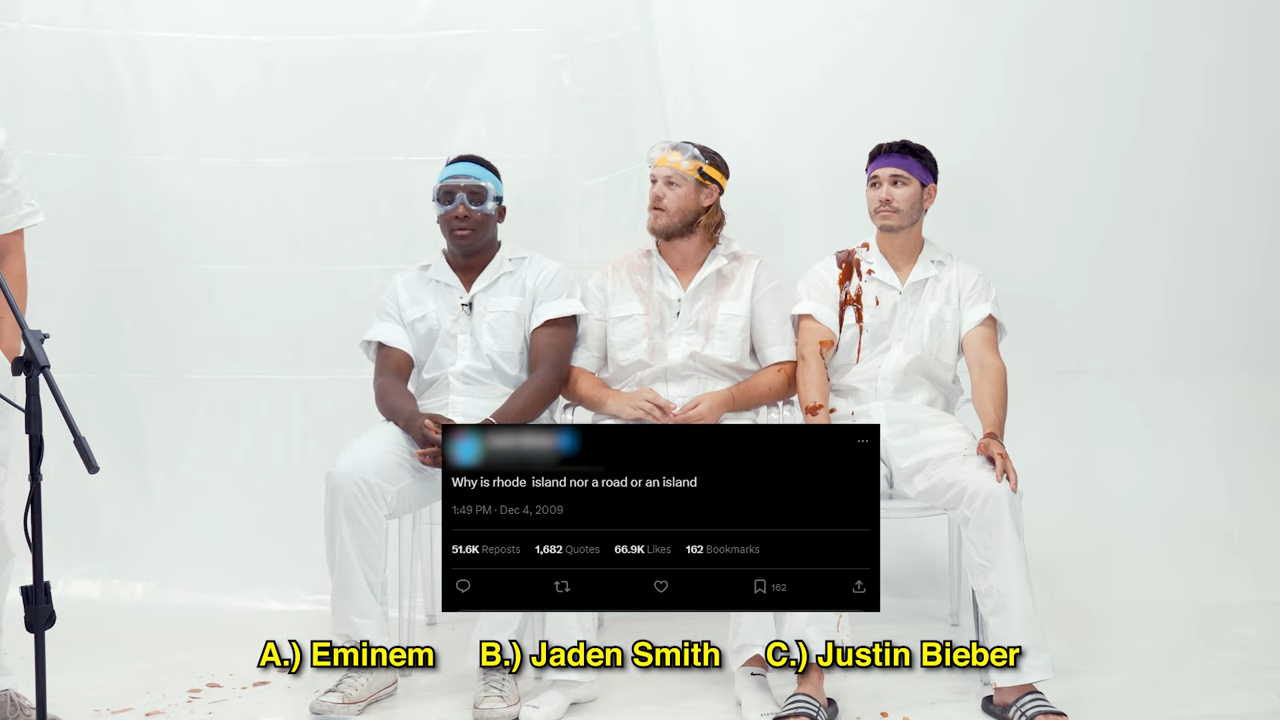 Why is rhode  island nor a road or an island
1:49 PM · Dec 4, 2009
51.6K Reposts 1,682 Quotes 66.9K Likes 162 Bookmarks
162
A.) Eminem B.) Jaden Smith C.) Justin Bieber